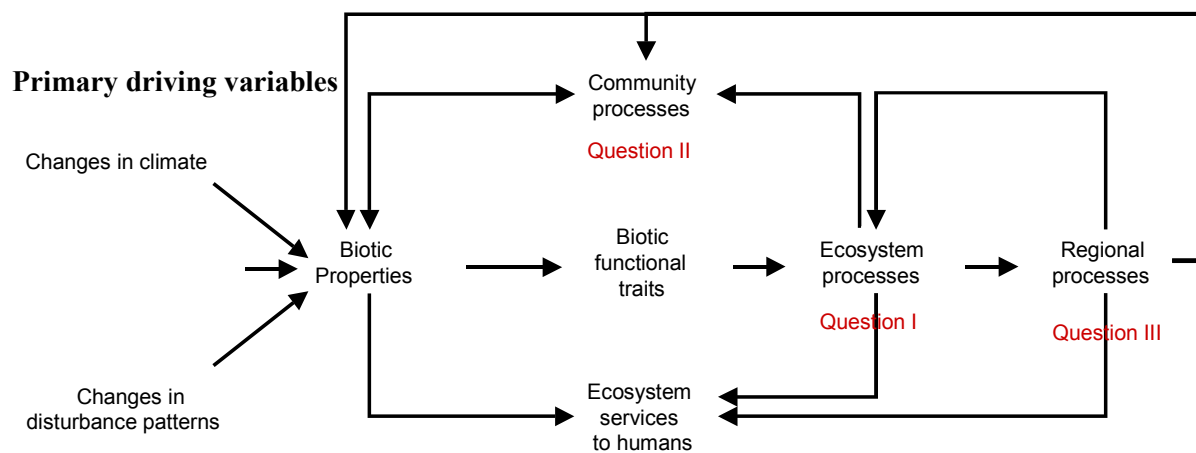 Primary driving variables
Community
processes
Question II
Changes in climate
Biotic
Properties
Biotic
functional
traits
Ecosystem
processes
Question I
Regional
processes
Question III
Changes in
disturbance patterns
Ecosystem
services
to humans